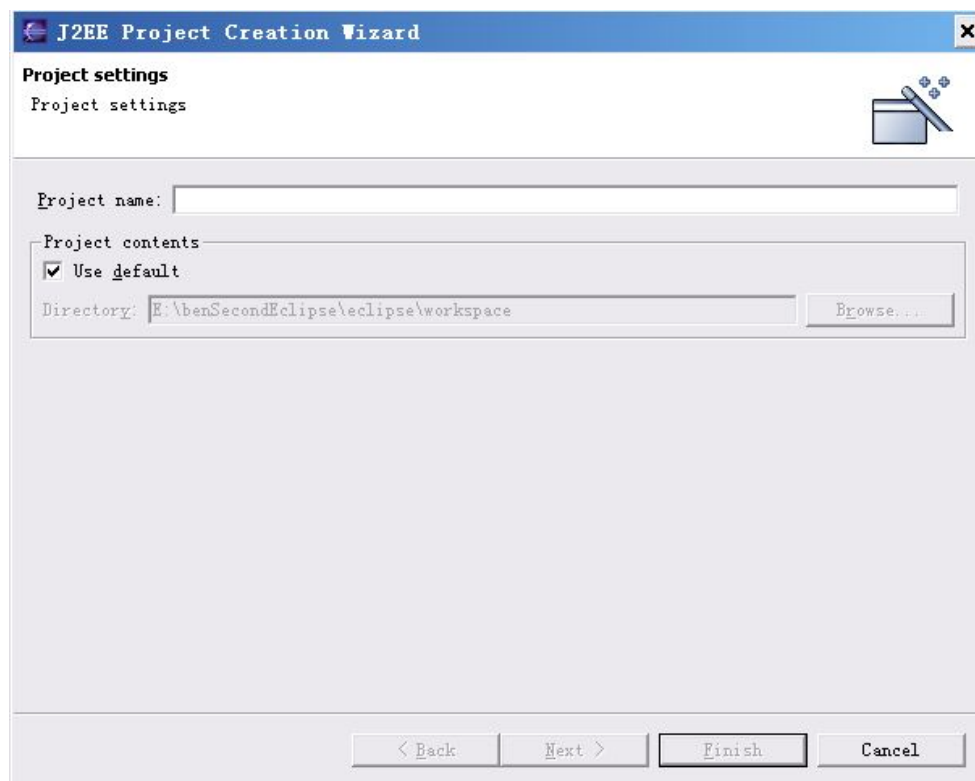 J2EE Project Creation Wizard
Project settings
Project settings
Project name:
Project contents
Use default
Directory: E:\benSecondEclipse\eclipse\workspace Browse...
< Back Next > Finish Cancel